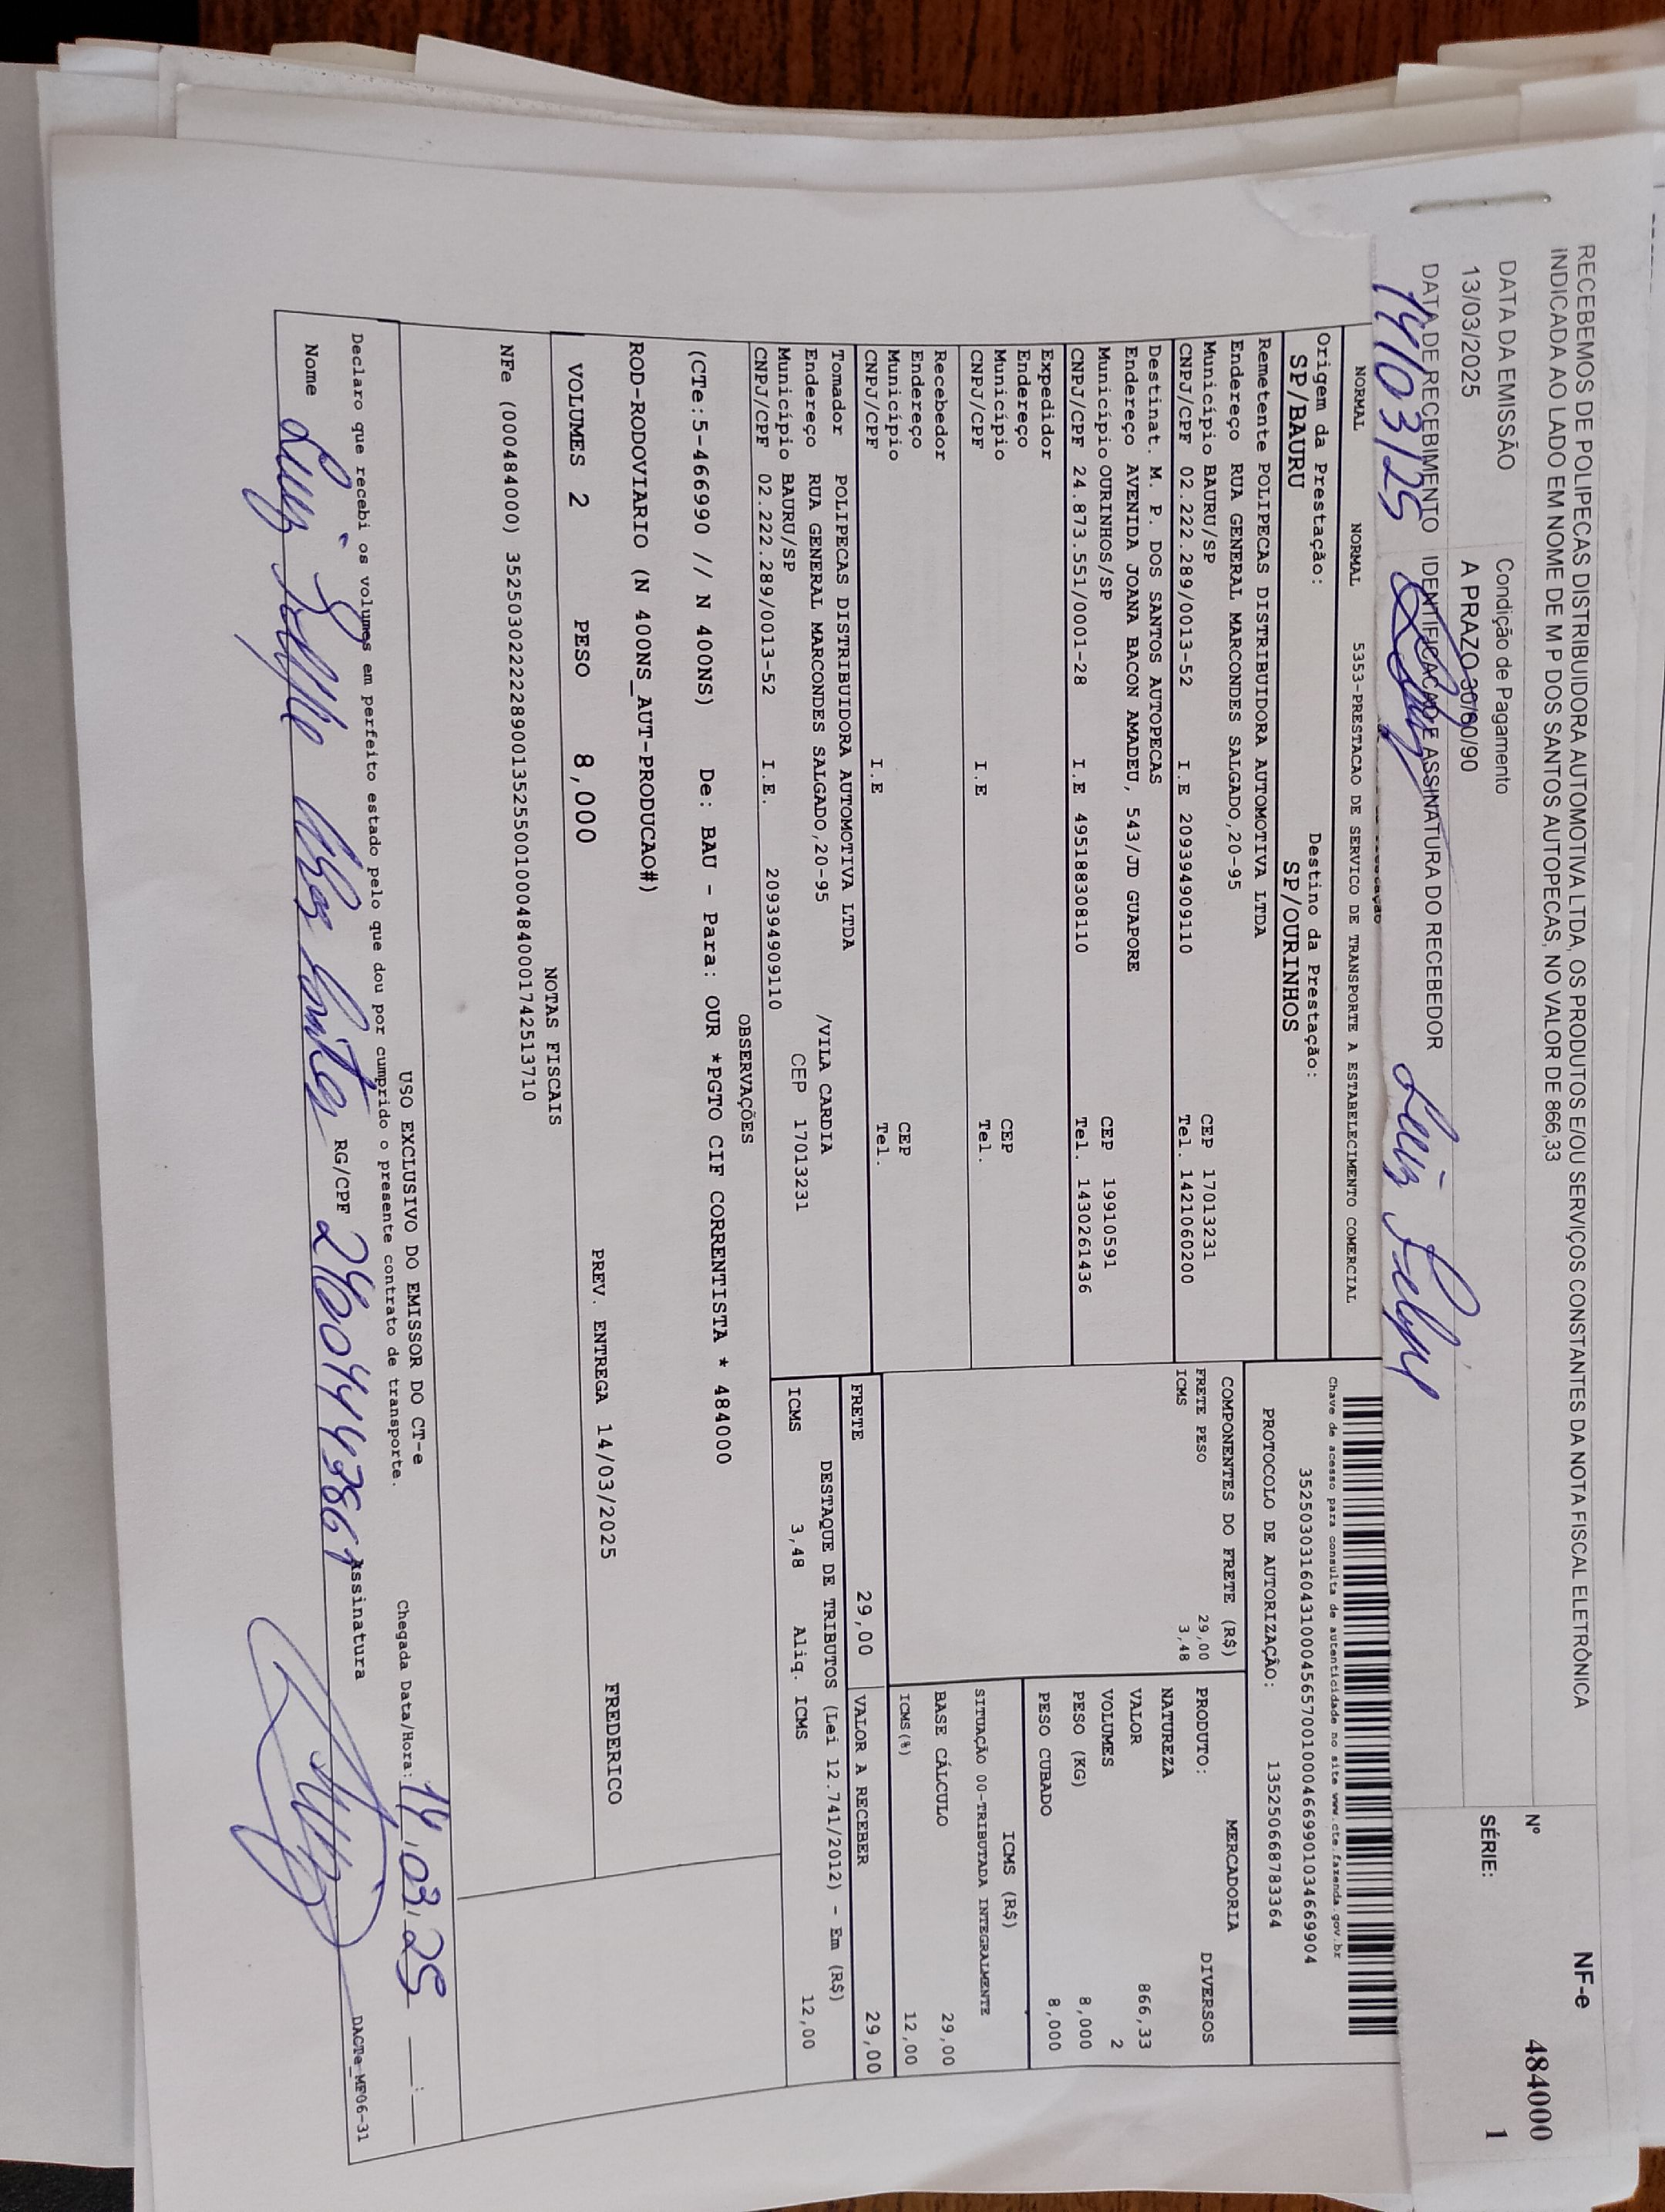 RECEBEMOS DE POLIPECAS DISTRIBUIDORA AUTOMOTIVA LTDA, OS PRODUTOS E/OU SERVIÇOS CONSTANTES DA NOTA FISCAL ELETRÔNICA
INDICADA AO LADO EM NOME DE M P DOS SANTOS AUTOPECAS, NO VALOR DE 866,33
NF-e
Nº 484000
SÉRIE: 1
DATA DA EMISSÃO Condição de Pagamento
13/03/2025 A PRAZO 30/60/90
DATA DE RECEBIMENTO IDENTIFICAÇÃO E ASSINATURA DO RECEBEDOR
14/03/25 Luiz Felipe
NORMAL NORMAL 5353-PRESTACAO DE SERVICO DE TRANSPORTE A ESTABELECIMENTO COMERCIAL
Origem da Prestação: Destino da Prestação:
SP/BAURU SP/OURINHOS
Chave de acesso para consulta de autenticidade no site www.cte.fazenda.gov.br
35250303160431000456570010004669901034669904
PROTOCOLO DE AUTORIZAÇÃO: 135250668783364
Remetente POLIPECAS DISTRIBUIDORA AUTOMOTIVA LTDA
Endereço RUA GENERAL MARCONDES SALGADO,20-95
Município BAURU/SP CEP 17013231
CNPJ/CPF 02.222.289/0013-52 I.E 209394909110 Tel. 1421060200
Destinat. M. P. DOS SANTOS AUTOPECAS
Endereço AVENIDA JOANA BACON AMADEU, 543/JD GUAPORE
Município OURINHOS/SP CEP 19910591
CNPJ/CPF 24.873.551/0001-28 I.E 495188308110 Tel. 1430261436
Expedidor
Endereço
Município CEP
CNPJ/CPF I.E Tel.
Recebedor
Endereço
Município CEP
CNPJ/CPF I.E Tel.
Tomador POLIPECAS DISTRIBUIDORA AUTOMOTIVA LTDA
Endereço RUA GENERAL MARCONDES SALGADO,20-95 /VILA CARDIA
Município BAURU/SP CEP 17013231
CNPJ/CPF 02.222.289/0013-52 I.E. 209394909110
COMPONENTES DO FRETE (R$)
FRETE PESO 29,00
ICMS 3,48
MERCADORIA
PRODUTO: DIVERSOS
NATUREZA
VALOR 866,33
VOLUMES 2
PESO (KG) 8,000
PESO CUBADO 8,000
ICMS (R$)
SITUAÇÃO 00-TRIBUTADA INTEGRALMENTE
BASE CÁLCULO 29,00
ICMS(%) 12,00
FRETE 29,00 VALOR A RECEBER 29,00
DESTAQUE DE TRIBUTOS (Lei 12.741/2012) - Em (R$)
ICMS 3,48 Aliq. ICMS 12,00
OBSERVAÇÕES
(CTe:5-466990 // N 400NS) De: BAU - Para: OUR *PGTO CIF CORRENTISTA * 484000
ROD-RODOVIARIO (N 400NS_AUT-PRODUCAO#)
VOLUMES 2 PESO 8,000 PREV. ENTREGA 14/03/2025 FREDERICO
NOTAS FISCAIS
NFe (000484000) 35250302222289001352550010004840001742513710
USO EXCLUSIVO DO EMISSOR DO CT-e
Declaro que recebi os volumes em perfeito estado pelo que dou por cumprido o presente contrato de transporte.
Chegada Data/Hora: 14/03/25 __:__
Nome Luiz Felipe RG/CPF Assinatura
DACTe_MF06-31